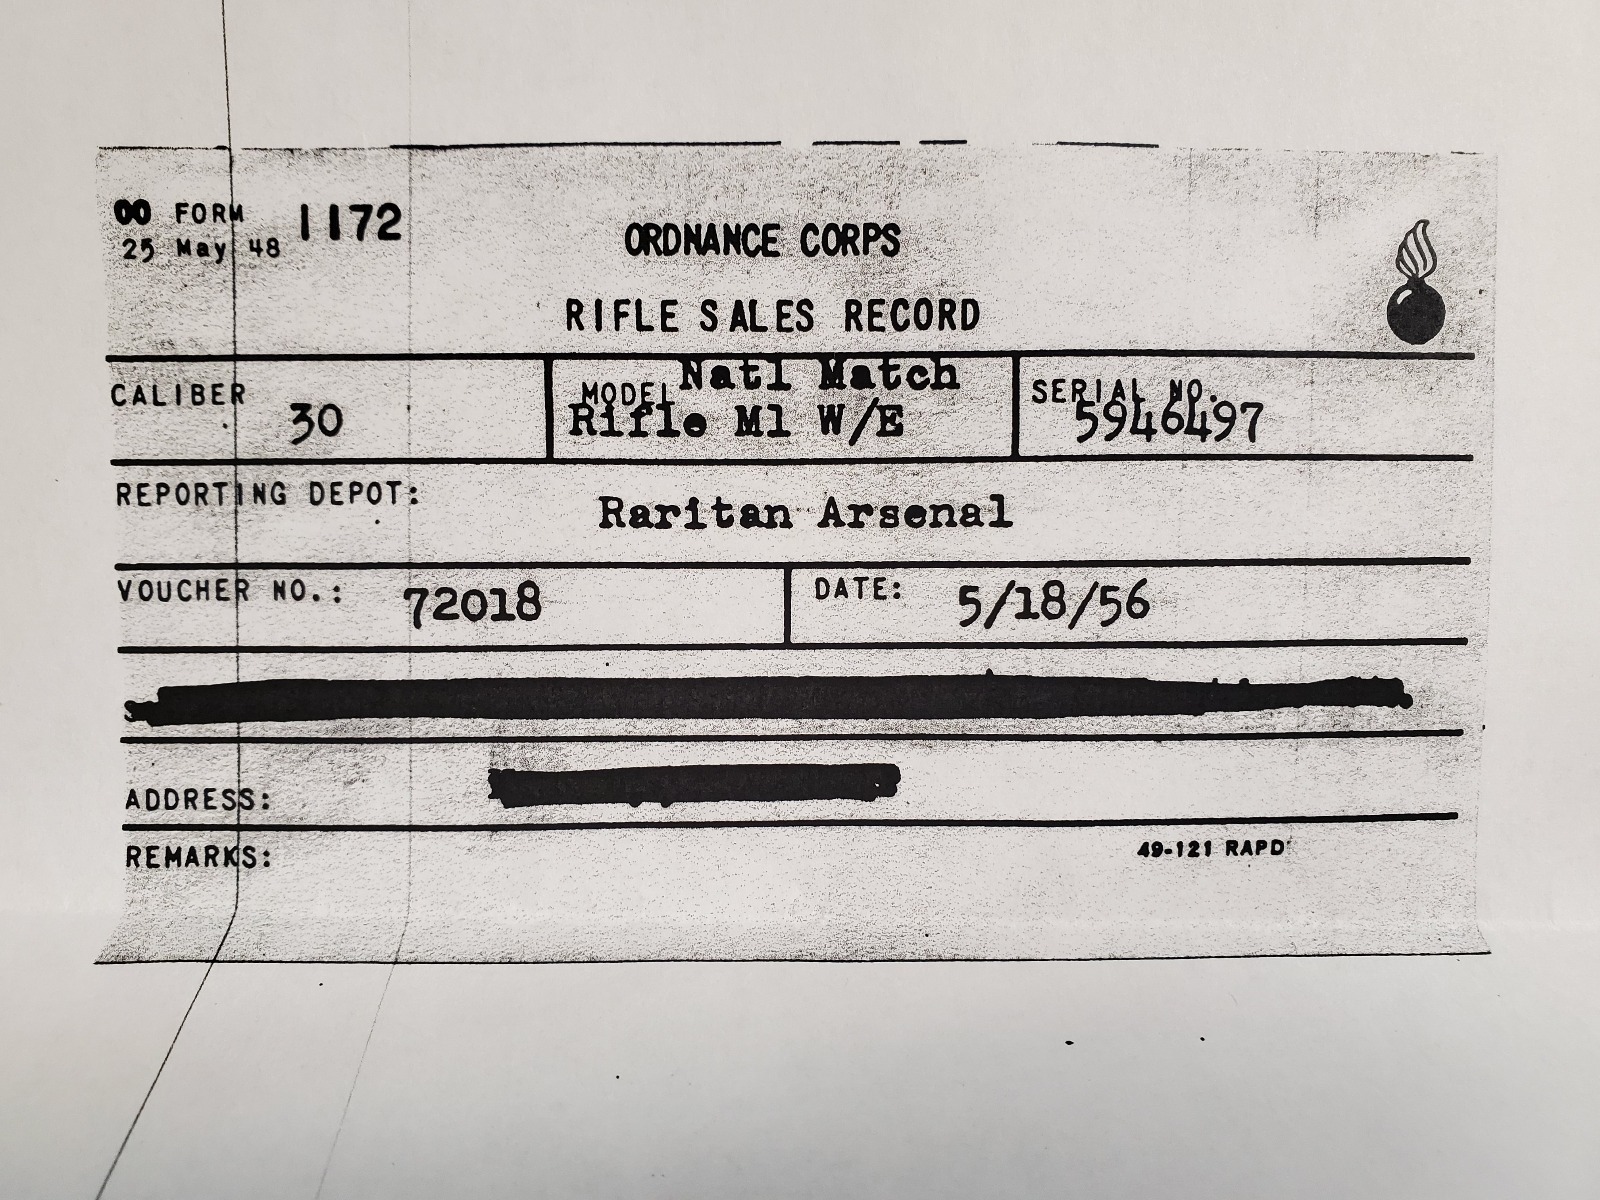 OO FORM 1172
25 May 48
ORDNANCE CORPS
RIFLE SALES RECORD
CALIBER 30
MODEL Natl Match
Rifle M1 W/E
SERIAL NO. 5946497
REPORTING DEPOT: Raritan Arsenal
VOUCHER NO.: 72018
DATE: 5/18/56
ADDRESS:
REMARKS:
49-121 RAPD